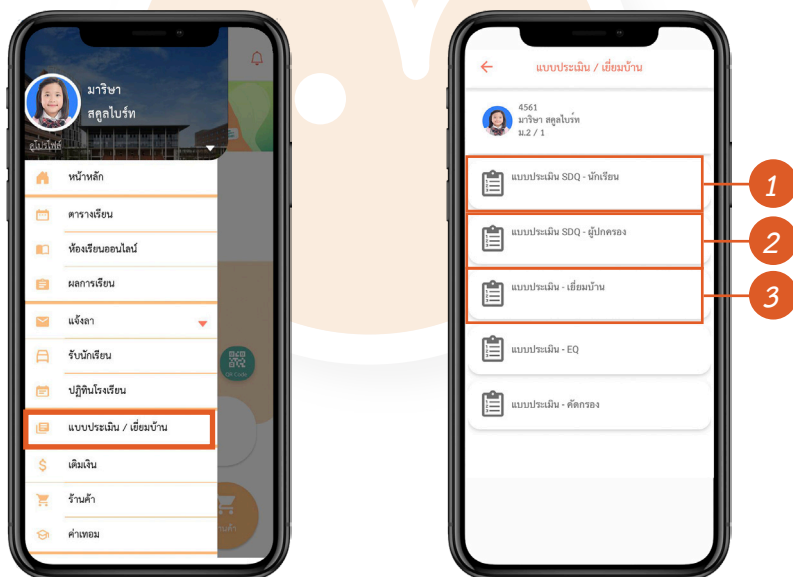 มาริษา
สคูลไบร์ท
ดูโปรไฟล์
หน้าหลัก
ตารางเรียน
ห้องเรียนออนไลน์
ผลการเรียน
แจ้งลา
รับนักเรียน
ปฏิทินโรงเรียน
แบบประเมิน / เยี่ยมบ้าน
เติมเงิน
ร้านค้า
ค่าเทอม
แบบประเมิน / เยี่ยมบ้าน
4561
มาริษา สคูลไบร์ท
ม.2 / 1
แบบประเมิน SDQ - นักเรียน
1
แบบประเมิน SDQ - ผู้ปกครอง
2
แบบประเมิน - เยี่ยมบ้าน
3
แบบประเมิน - EQ
แบบประเมิน - คัดกรอง